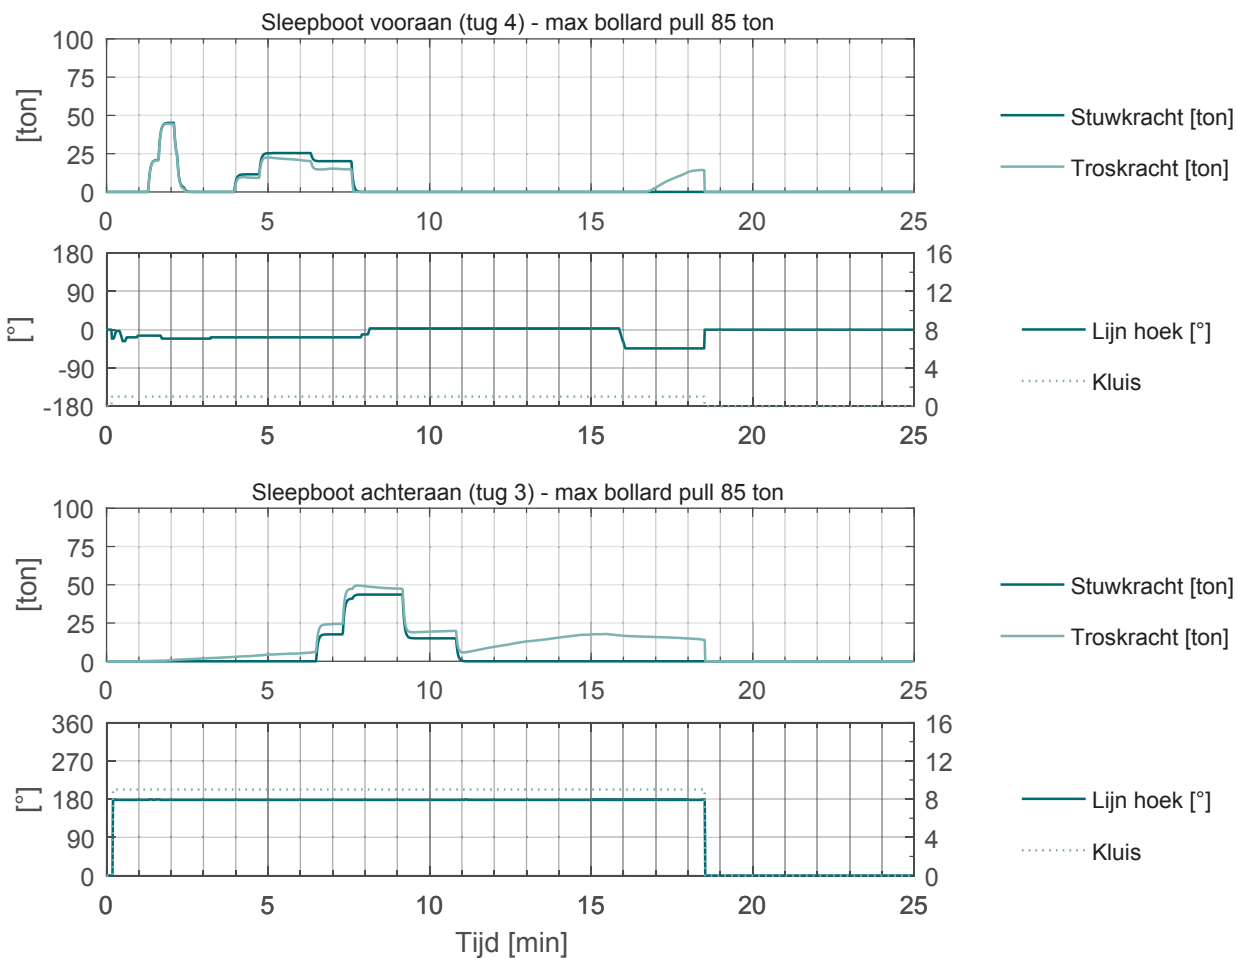 Sleepboot vooraan (tug 4) - max bollard pull 85 ton
100
75
50
25
0
[ton]
0 5 10 15 20 25
Stuwkracht [ton]
Troskracht [ton]
180
90
0
-90
-180
[°]
16
12
8
4
0
0 5 10 15 20 25
Lijn hoek [°]
Kluis
Sleepboot achteraan (tug 3) - max bollard pull 85 ton
100
75
50
25
0
[ton]
0 5 10 15 20 25
Stuwkracht [ton]
Troskracht [ton]
360
270
180
90
0
[°]
16
12
8
4
0
0 5 10 15 20 25
Lijn hoek [°]
Kluis
Tijd [min]